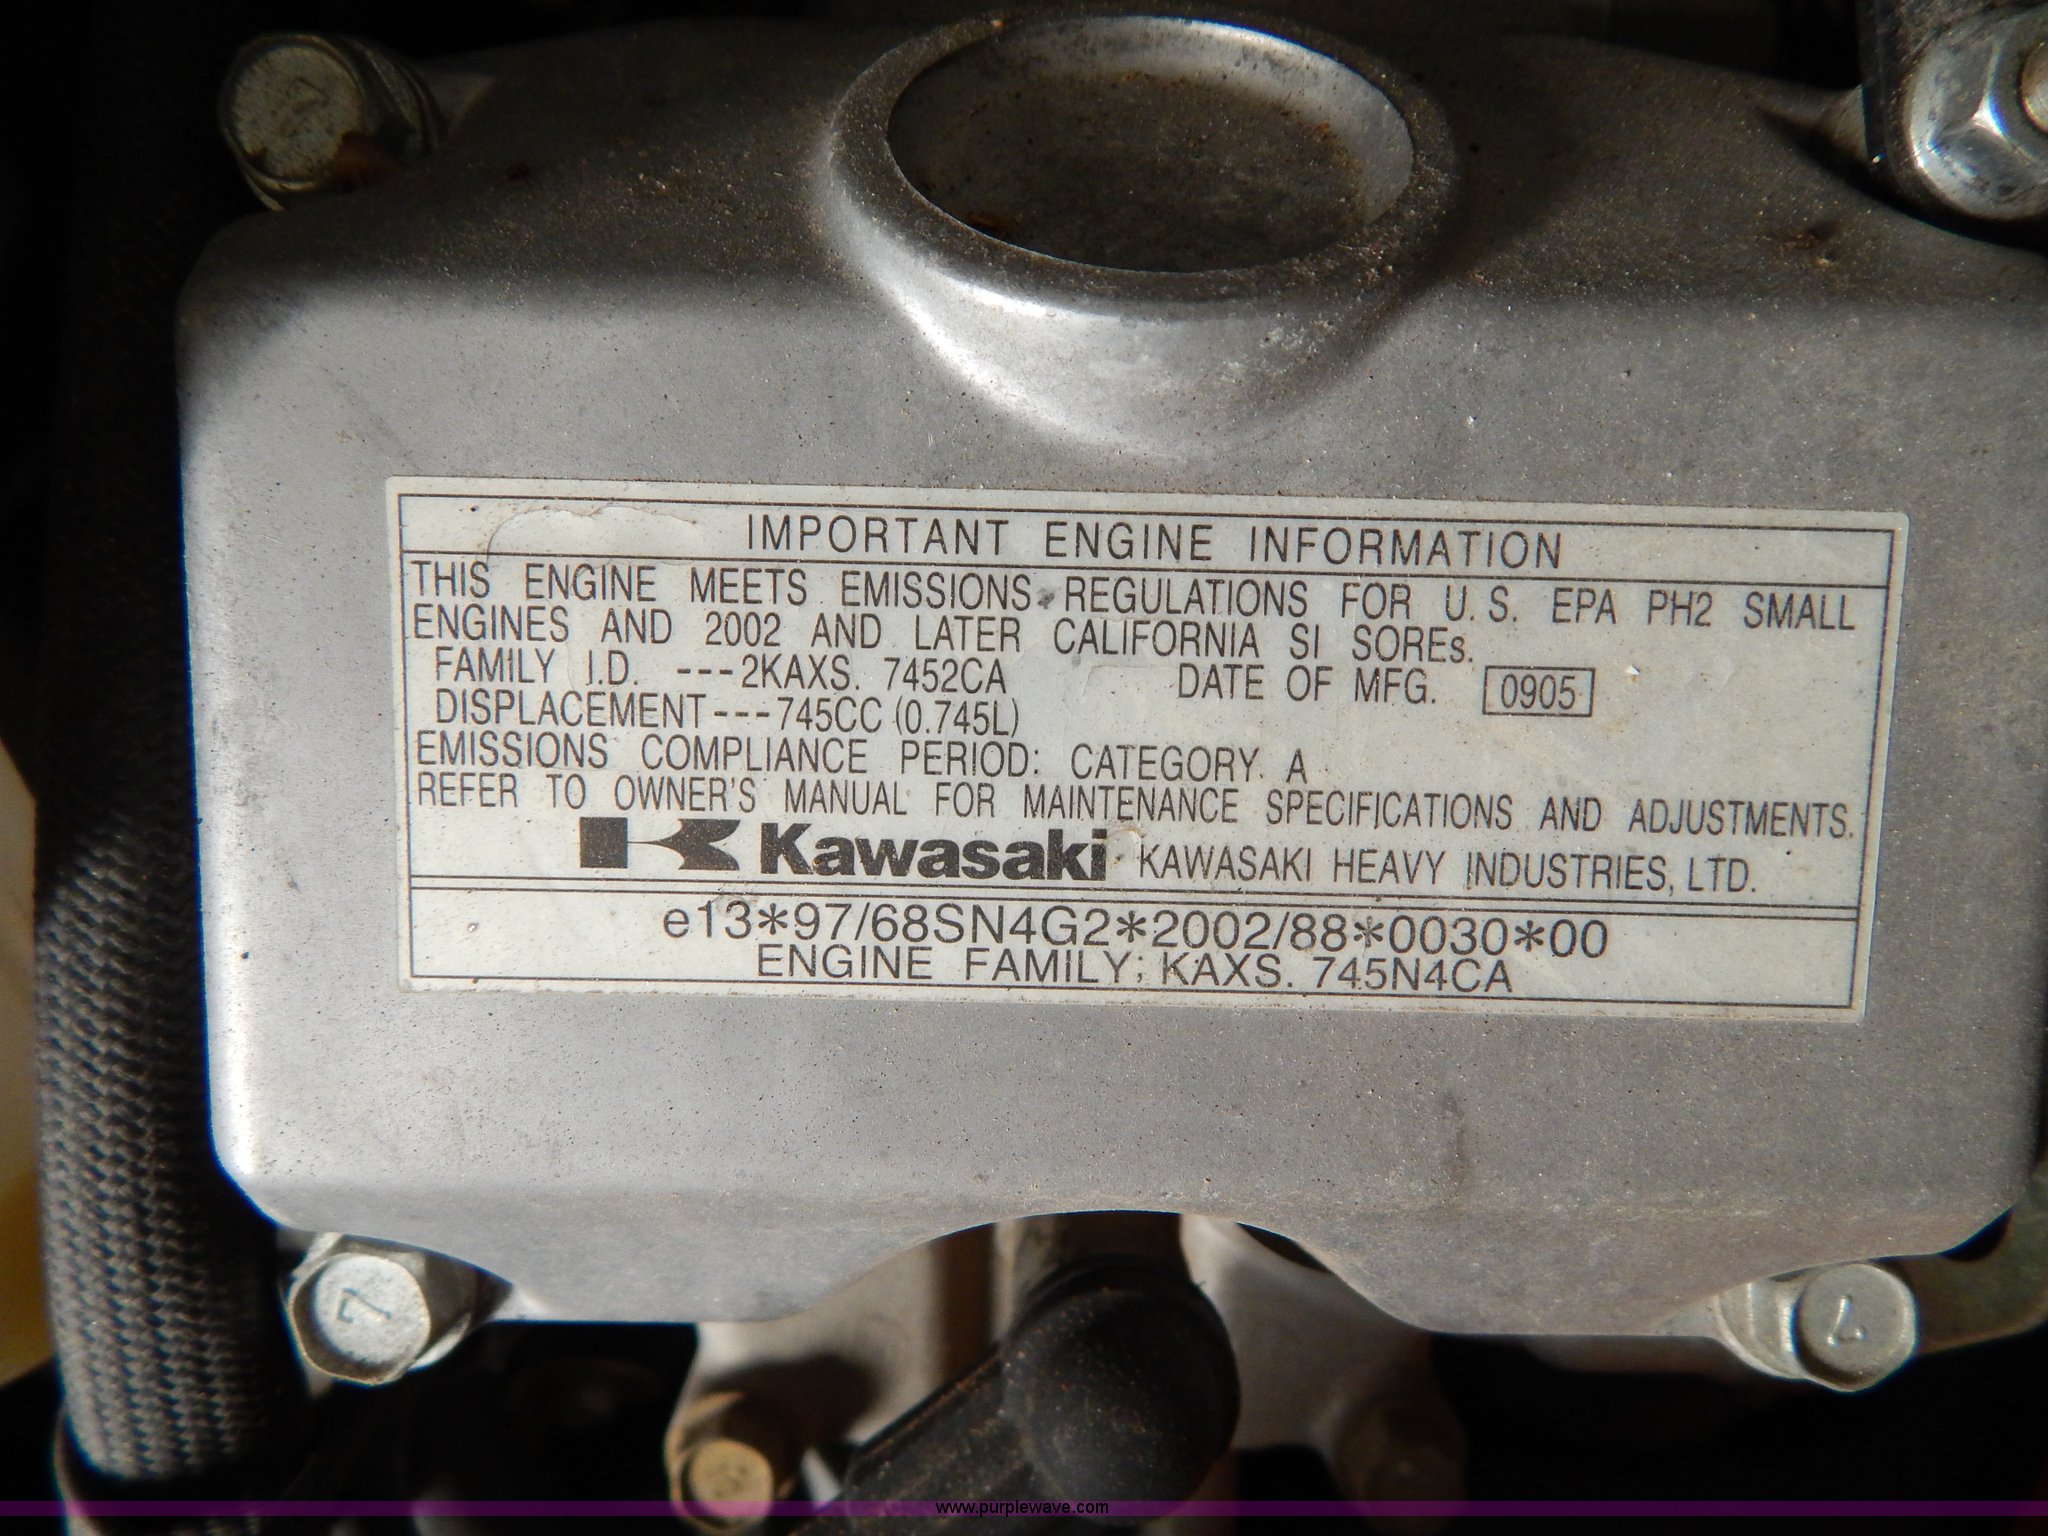 IMPORTANT ENGINE INFORMATION
THIS ENGINE MEETS EMISSIONS REGULATIONS FOR U.S. EPA PH2 SMALL
ENGINES AND 2002 AND LATER CALIFORNIA SI SOREs.
FAMILY I.D. ---2KAXS. 7452CA DATE OF MFG. 0905
DISPLACEMENT---745CC (0.745L)
EMISSIONS COMPLIANCE PERIOD: CATEGORY A
REFER TO OWNER'S MANUAL FOR MAINTENANCE SPECIFICATIONS AND ADJUSTMENTS.
Kawasaki KAWASAKI HEAVY INDUSTRIES, LTD.
e13*97/68SN4G2*2002/88*0030*00
ENGINE FAMILY; KAXS. 745N4CA
7
7
www.purplewave.com